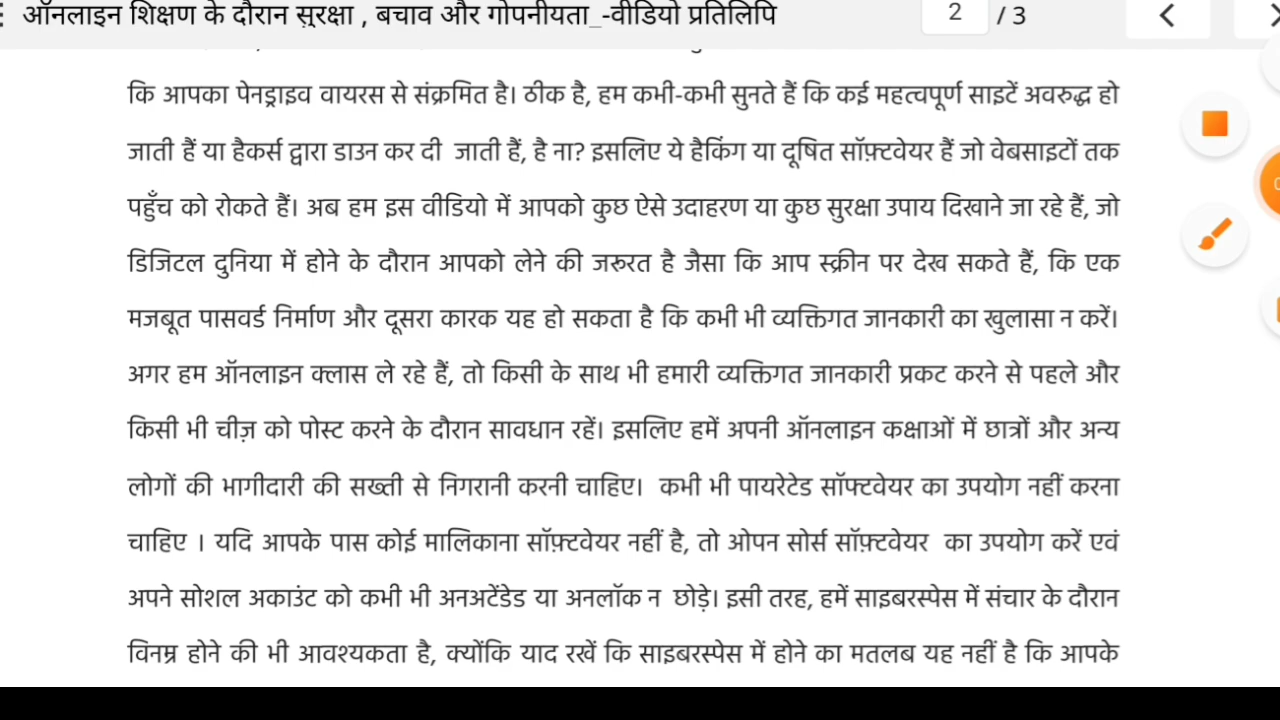 ऑनलाइन शिक्षण के दौरान सुरक्षा , बचाव और गोपनीयता_-वीडियो प्रतिलिपि 2 / 3
कि आपका पेनड्राइव वायरस से संक्रमित है। ठीक है, हम कभी-कभी सुनते हैं कि कई महत्वपूर्ण साइटें अवरुद्ध हो
जाती हैं या हैकर्स द्वारा डाउन कर दी जाती हैं, है ना? इसलिए ये हैकिंग या दूषित सॉफ़्टवेयर हैं जो वेबसाइटों तक
पहुँच को रोकते हैं। अब हम इस वीडियो में आपको कुछ ऐसे उदाहरण या कुछ सुरक्षा उपाय दिखाने जा रहे हैं, जो
डिजिटल दुनिया में होने के दौरान आपको लेने की जरूरत है जैसा कि आप स्क्रीन पर देख सकते हैं, कि एक
मजबूत पासवर्ड निर्माण और दूसरा कारक यह हो सकता है कि कभी भी व्यक्तिगत जानकारी का खुलासा न करें।
अगर हम ऑनलाइन क्लास ले रहे हैं, तो किसी के साथ भी हमारी व्यक्तिगत जानकारी प्रकट करने से पहले और
किसी भी चीज़ को पोस्ट करने के दौरान सावधान रहें। इसलिए हमें अपनी ऑनलाइन कक्षाओं में छात्रों और अन्य
लोगों की भागीदारी की सख्ती से निगरानी करनी चाहिए। कभी भी पायरेटेड सॉफ्टवेयर का उपयोग नहीं करना
चाहिए । यदि आपके पास कोई मालिकाना सॉफ़्टवेयर नहीं है, तो ओपन सोर्स सॉफ़्टवेयर का उपयोग करें एवं
अपने सोशल अकाउंट को कभी भी अनअटेंडेड या अनलॉक न छोड़े। इसी तरह, हमें साइबरस्पेस में संचार के दौरान
विनम्र होने की भी आवश्यकता है, क्योंकि याद रखें कि साइबरस्पेस में होने का मतलब यह नहीं है कि आपके